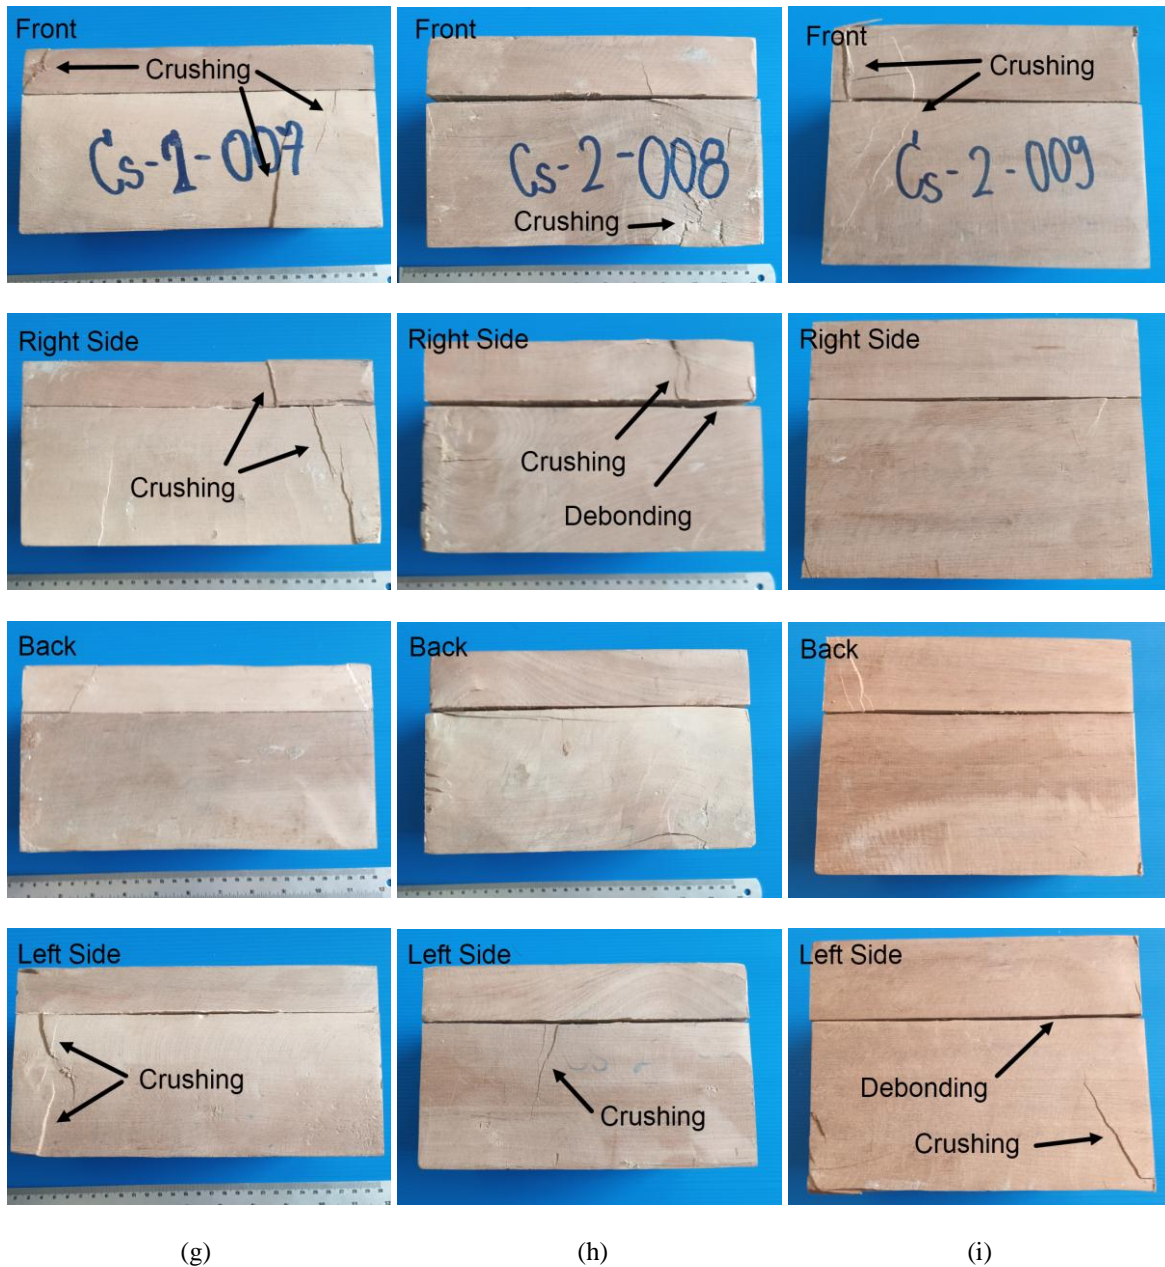 Front
Crushing
Cs-1-007
Front
Cs-2-008
Crushing
Front
Crushing
Cs-2-009
Right Side
Crushing
Right Side
Crushing
Debonding
Right Side
Back
Back
Back
Left Side
Crushing
Left Side
Crushing
Left Side
Debonding
Crushing
(g)
(h)
(i)